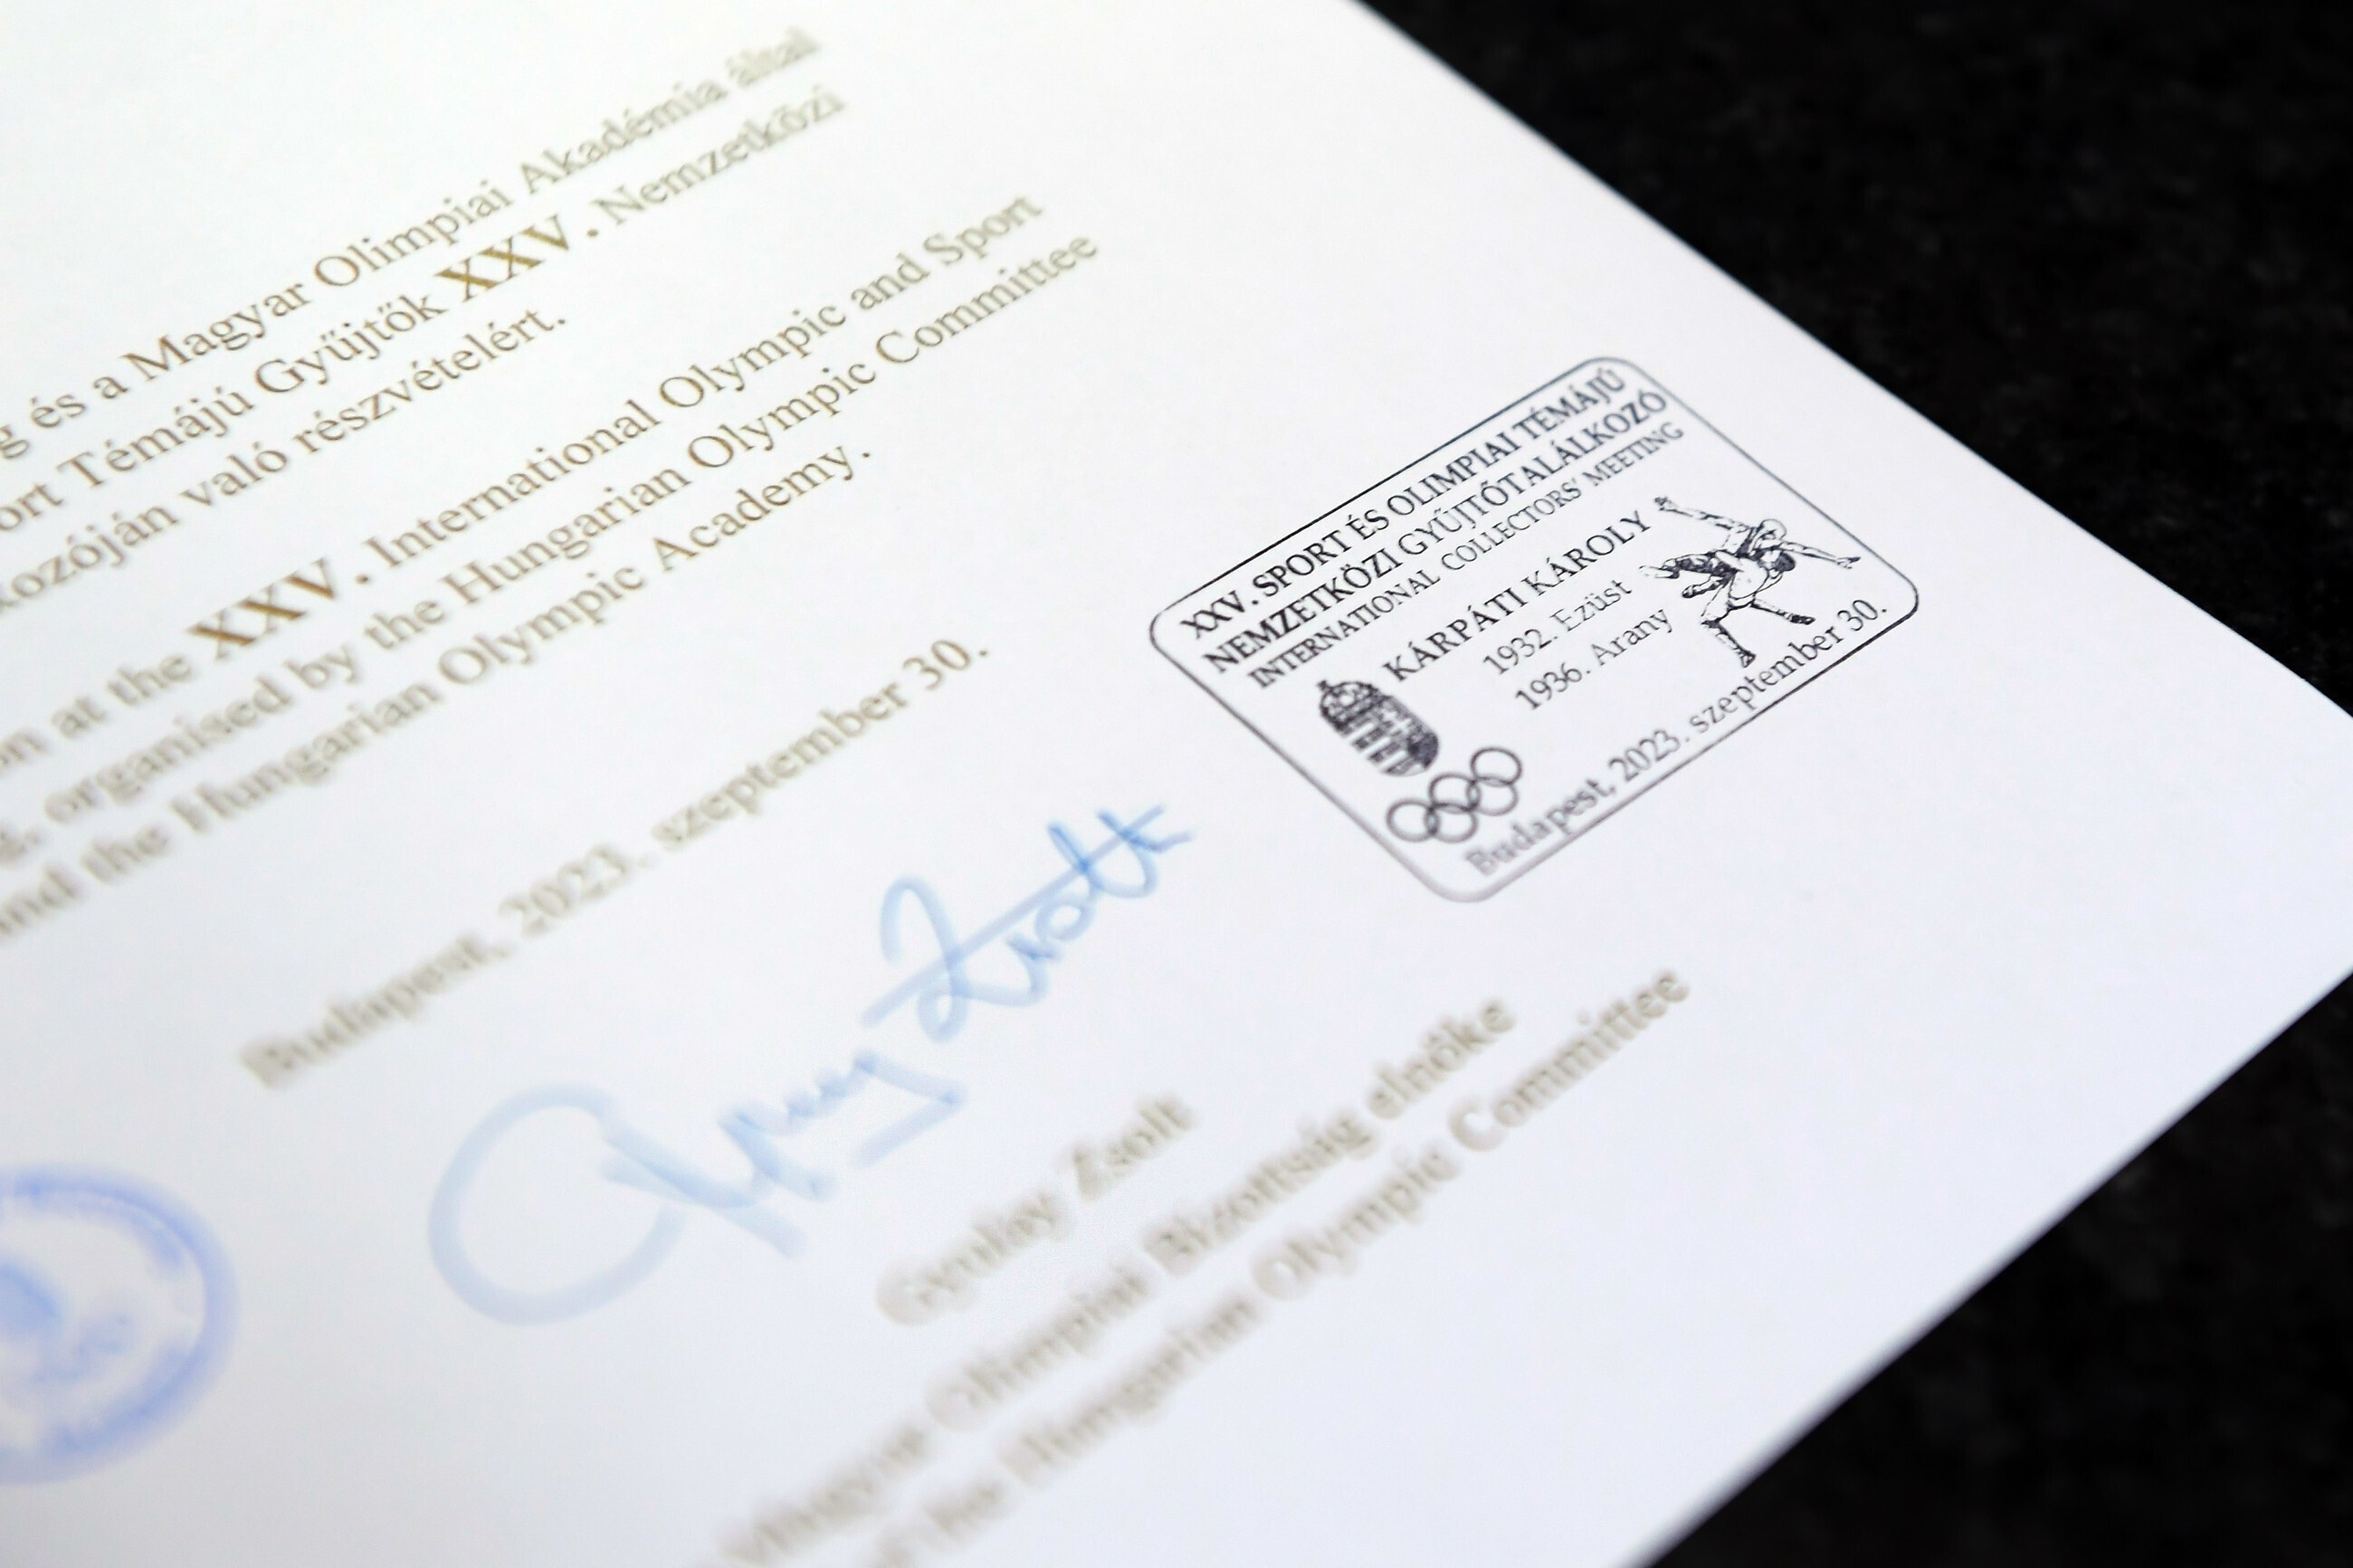 és a Magyar Olimpiai Akadémia által
Témájú Gyűjtők XXV. Nemzetközi
való részvételért.
at the XXV. International Olympic and Sport
organised by the Hungarian Olympic Committee
and the Hungarian Olympic Academy.
Budapest, 2023. szeptember 30.
Gyulay Zsolt
Magyar Olimpiai Bizottság elnöke
the Hungarian Olympic Committee
XXV. SPORT ÉS OLIMPIAI TÉMÁJÚ
NEMZETKÖZI GYŰJTŐTALÁLKOZÓ
INTERNATIONAL COLLECTORS' MEETING
KÁRPÁTI KÁROLY
1932. Ezüst
1936. Arany
Budapest, 2023. szeptember 30.